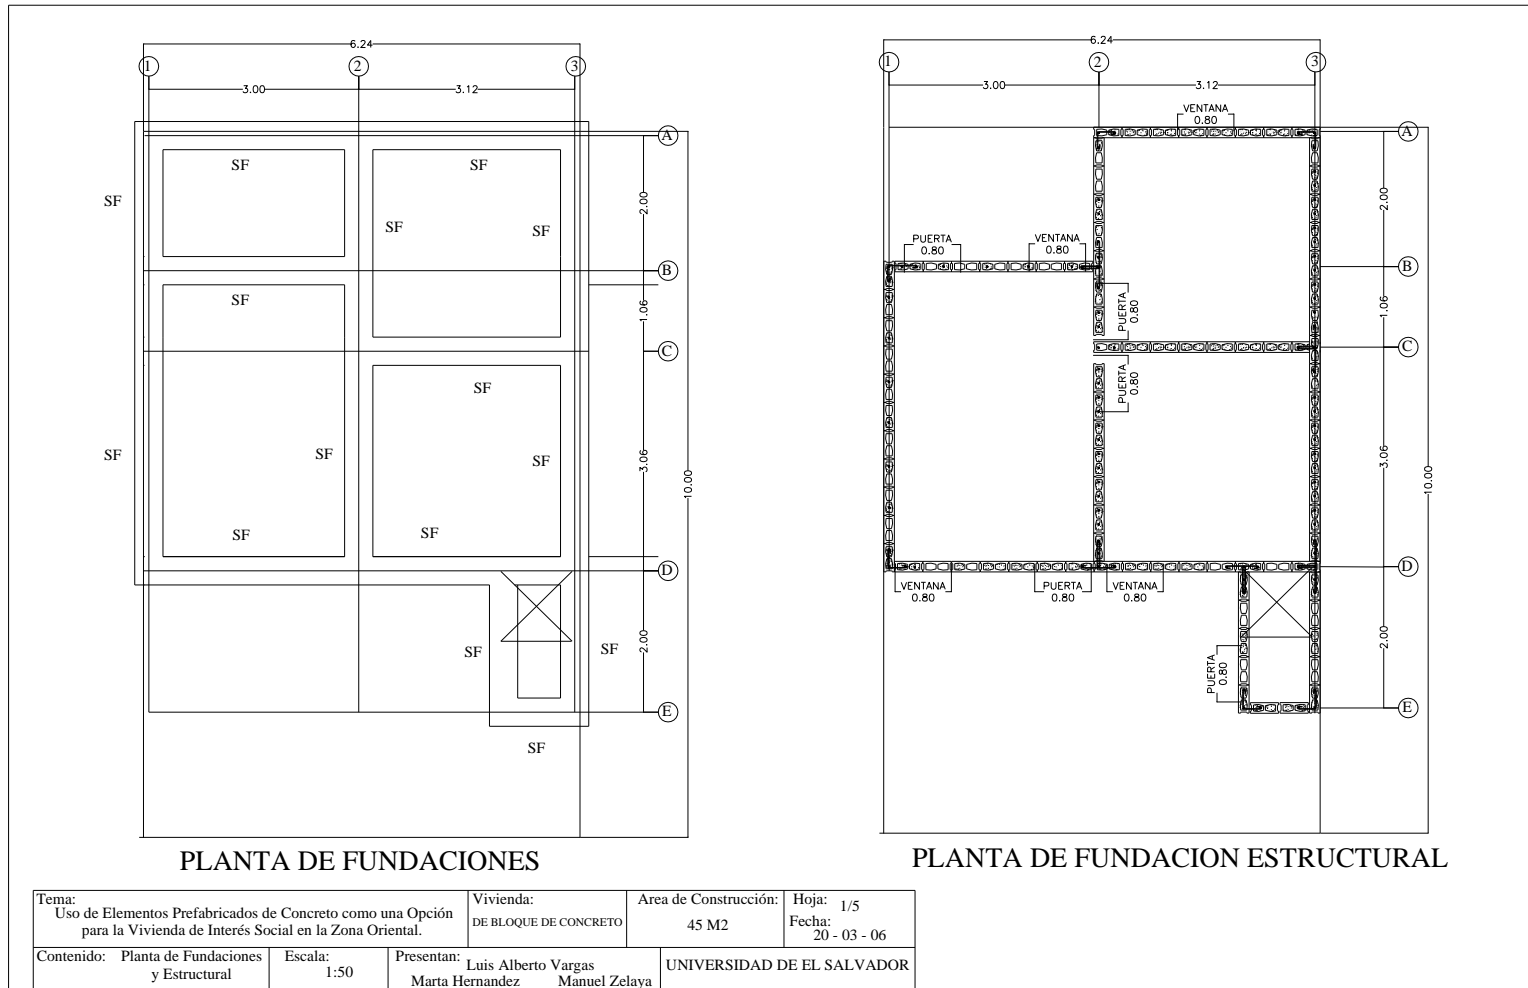 6.24
1
2
3
3.00
3.12
A
SF
SF
SF
2.00
SF
SF
B
SF
1.06
C
SF
SF
SF
SF
3.06
10.00
SF
SF
D
SF
SF
2.00
E
SF
PLANTA DE FUNDACIONES
6.24
1
2
3
3.00
3.12
VENTANA
0.80
A
2.00
PUERTA
0.80
VENTANA
0.80
B
PUERTA
0.80
1.06
C
PUERTA
0.80
3.06
10.00
D
VENTANA
0.80
PUERTA
0.80
VENTANA
0.80
2.00
PUERTA
0.80
E
PLANTA DE FUNDACION ESTRUCTURAL
Tema:
Uso de Elementos Prefabricados de Concreto como una Opción
para la Vivienda de Interés Social en la Zona Oriental.
Vivienda:
DE BLOQUE DE CONCRETO
Area de Construcción:
45 M2
Hoja: 1/5
Fecha:
20 - 03 - 06
Contenido: Planta de Fundaciones
y Estructural
Escala:
1:50
Presentan: Luis Alberto Vargas
Marta Hernandez Manuel Zelaya
UNIVERSIDAD DE EL SALVADOR